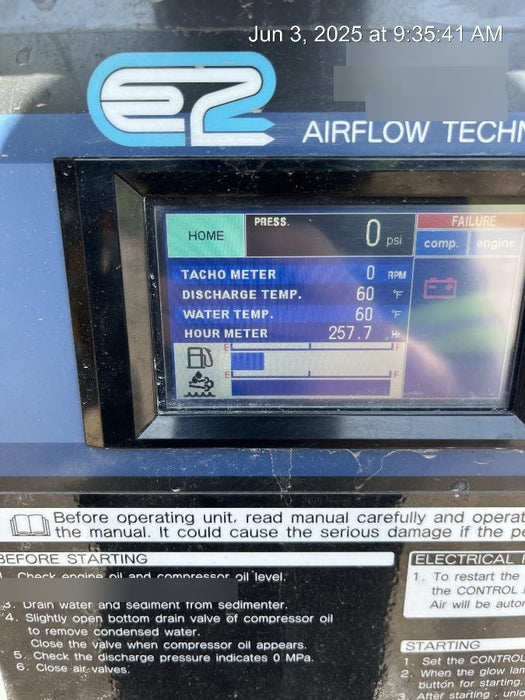 Jun 3, 2025 at 9:35:41 AM
e2
AIRFLOW TECHN
HOME
PRESS.
0 psi
FAILURE
comp. engine
TACHO METER 0 RPM
DISCHARGE TEMP. 60 °F
WATER TEMP. 60 °F
HOUR METER 257.7 Hr
E F
E F
Before operating unit, read manual carefully and operat
the manual. It could cause the serious damage if the pe
BEFORE STARTING
1. Check engine oil and compressor oil level.
3. Drain water and sediment from sedimenter.
4. Slightly open bottom drain valve of compressor oil
to remove condensed water.
Close the valve when compressor oil appears.
5. Check the discharge pressure indicates 0 MPa.
6. Close air valves.
ELECTRICAL
1. To restart the
the CONTROL
Air will be auto
STARTING
1. Set the CONTROL
2. When the glow lam
button for starting.
After starting, unlo